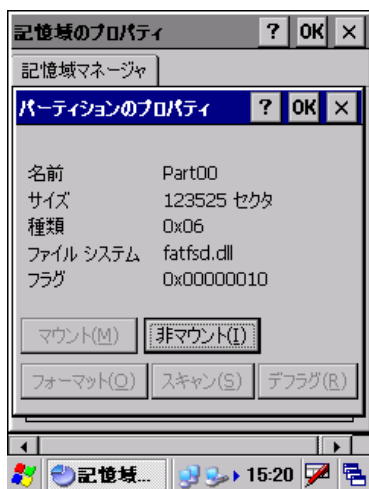 記憶域のプロパティ ? OK ×
記憶域マネージャ
パーティションのプロパティ ? OK ×
名前 Part00
サイズ 123525 セクタ
種類 0x06
ファイル システム fatfsd.dll
フラグ 0x00000010
マウント(M) 非マウント(I)
フォーマット(O) スキャン(S) デフラグ(R)
記憶域... 15:20